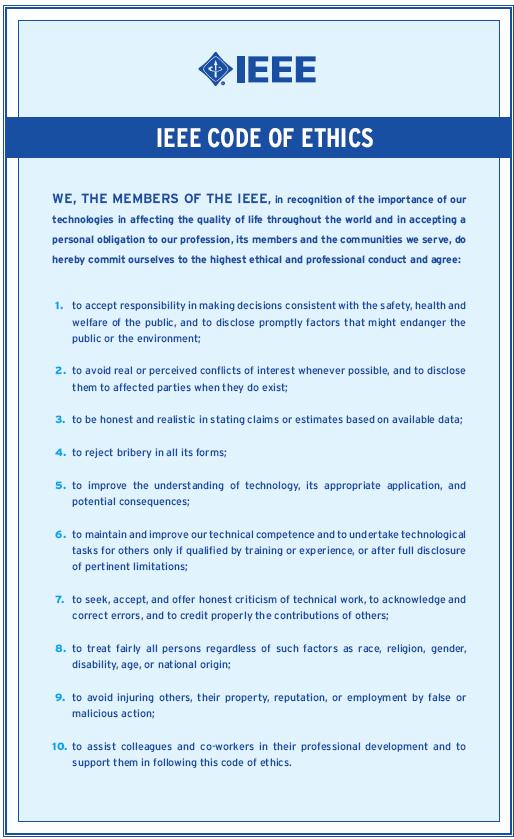 IEEE
IEEE CODE OF ETHICS
WE, THE MEMBERS OF THE IEEE, in recognition of the importance of our
technologies in affecting the quality of life throughout the world and in accepting a
personal obligation to our profession, its members and the communities we serve, do
hereby commit ourselves to the highest ethical and professional conduct and agree:
1. to accept responsibility in making decisions consistent with the safety, health and
welfare of the public, and to disclose promptly factors that might endanger the
public or the environment;
2. to avoid real or perceived conflicts of interest whenever possible, and to disclose
them to affected parties when they do exist;
3. to be honest and realistic in stating claims or estimates based on available data;
4. to reject bribery in all its forms;
5. to improve the understanding of technology, its appropriate application, and
potential consequences;
6. to maintain and improve our technical competence and to undertake technological
tasks for others only if qualified by training or experience, or after full disclosure
of pertinent limitations;
7. to seek, accept, and offer honest criticism of technical work, to acknowledge and
correct errors, and to credit properly the contributions of others;
8. to treat fairly all persons regardless of such factors as race, religion, gender,
disability, age, or national origin;
9. to avoid injuring others, their property, reputation, or employment by false or
malicious action;
10. to assist colleagues and co-workers in their professional development and to
support them in following this code of ethics.